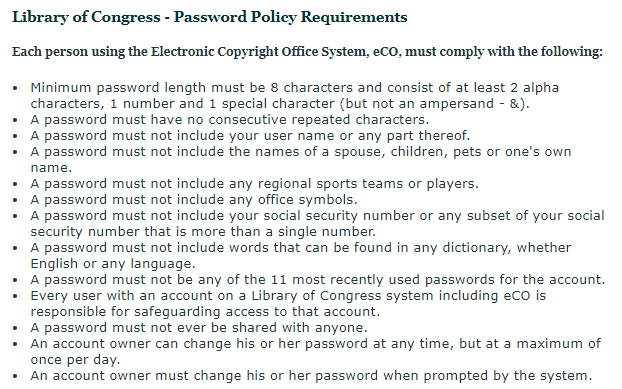 Library of Congress - Password Policy Requirements
Each person using the Electronic Copyright Office System, eCO, must comply with the following:
• Minimum password length must be 8 characters and consist of at least 2 alpha
characters, 1 number and 1 special character (but not an ampersand - &).
• A password must have no consecutive repeated characters.
• A password must not include your user name or any part thereof.
• A password must not include the names of a spouse, children, pets or one's own
name.
• A password must not include any regional sports teams or players.
• A password must not include any office symbols.
• A password must not include your social security number or any subset of your social
security number that is more than a single number.
• A password must not include words that can be found in any dictionary, whether
English or any language.
• A password must not be any of the 11 most recently used passwords for the account.
• Every user with an account on a Library of Congress system including eCO is
responsible for safeguarding access to that account.
• A password must not ever be shared with anyone.
• An account owner can change his or her password at any time, but at a maximum of
once per day.
• An account owner must change his or her password when prompted by the system.